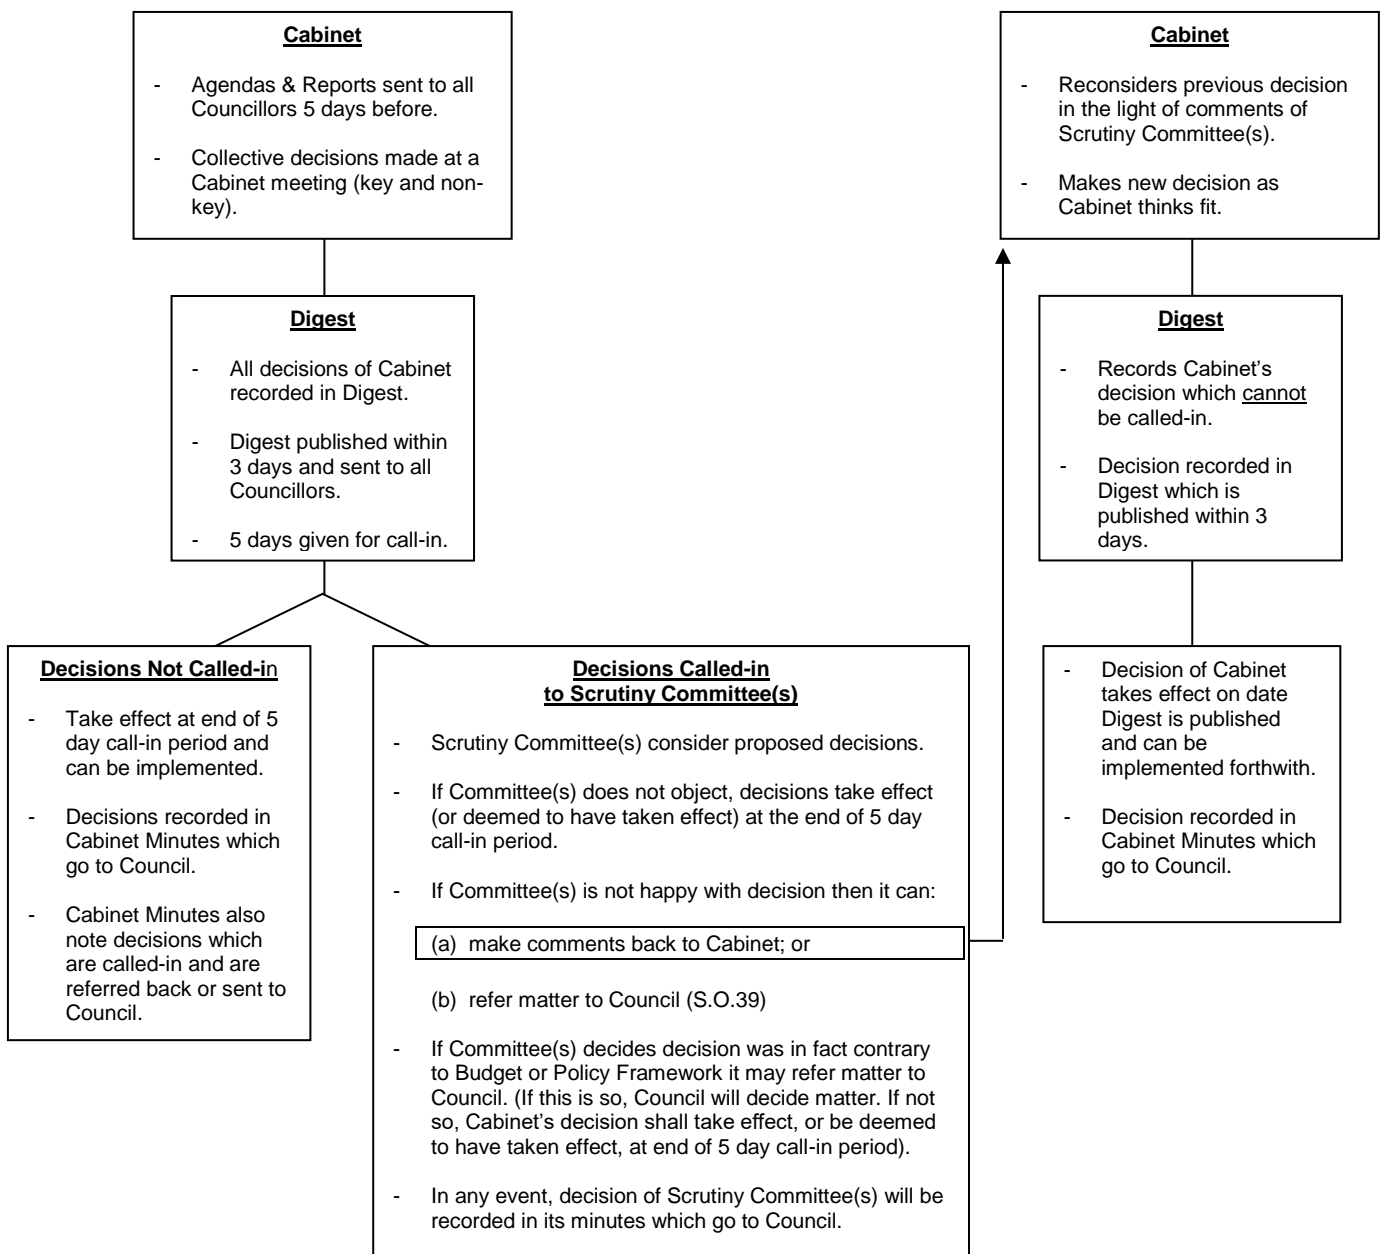 Cabinet
- Agendas & Reports sent to all
Councillors 5 days before.
- Collective decisions made at a
Cabinet meeting (key and non-
key).
Digest
- All decisions of Cabinet
recorded in Digest.
- Digest published within
3 days and sent to all
Councillors.
- 5 days given for call-in.
Decisions Not Called-in
- Take effect at end of 5
day call-in period and
can be implemented.
- Decisions recorded in
Cabinet Minutes which
go to Council.
- Cabinet Minutes also
note decisions which
are called-in and are
referred back or sent to
Council.
Decisions Called-in
to Scrutiny Committee(s)
- Scrutiny Committee(s) consider proposed decisions.
- If Committee(s) does not object, decisions take effect
(or deemed to have taken effect) at the end of 5 day
call-in period.
- If Committee(s) is not happy with decision then it can:
(a) make comments back to Cabinet; or
(b) refer matter to Council (S.O.39)
- If Committee(s) decides decision was in fact contrary
to Budget or Policy Framework it may refer matter to
Council. (If this is so, Council will decide matter. If not
so, Cabinet's decision shall take effect, or be deemed
to have taken effect, at end of 5 day call-in period).
- In any event, decision of Scrutiny Committee(s) will be
recorded in its minutes which go to Council.
Cabinet
- Reconsiders previous decision
in the light of comments of
Scrutiny Committee(s).
- Makes new decision as
Cabinet thinks fit.
Digest
- Records Cabinet's
decision which cannot
be called-in.
- Decision recorded in
Digest which is
published within 3
days.
- Decision of Cabinet
takes effect on date
Digest is published
and can be
implemented forthwith.
- Decision recorded in
Cabinet Minutes which
go to Council.